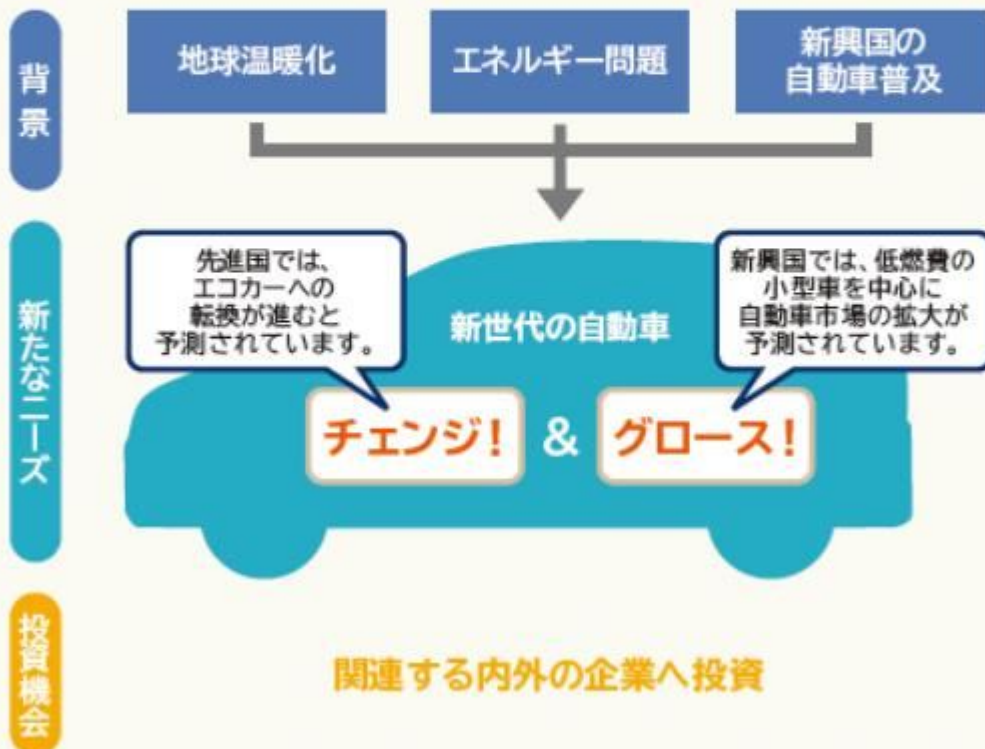 背景
地球温暖化
エネルギー問題
新興国の
自動車普及
新たなニーズ
先進国では、
エコカーへの
転換が進むと
予測されています。
新世代の自動車
新興国では、低燃費の
小型車を中心に
自動車市場の拡大が
予測されています。
チェンジ！ & グロース！
投資機会
関連する内外の企業へ投資